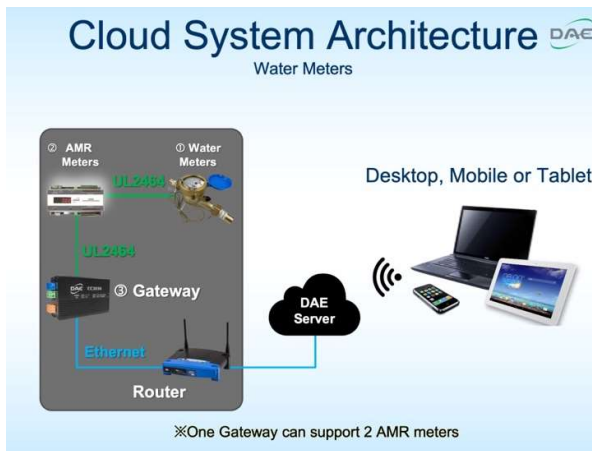 Cloud System Architecture
DAE
Water Meters
② AMR
Meters
① Water
Meters
UL2464
UL2464
Desktop, Mobile or Tablet
③ Gateway
DAE
DAE
Server
Ethernet
Router
※One Gateway can support 2 AMR meters